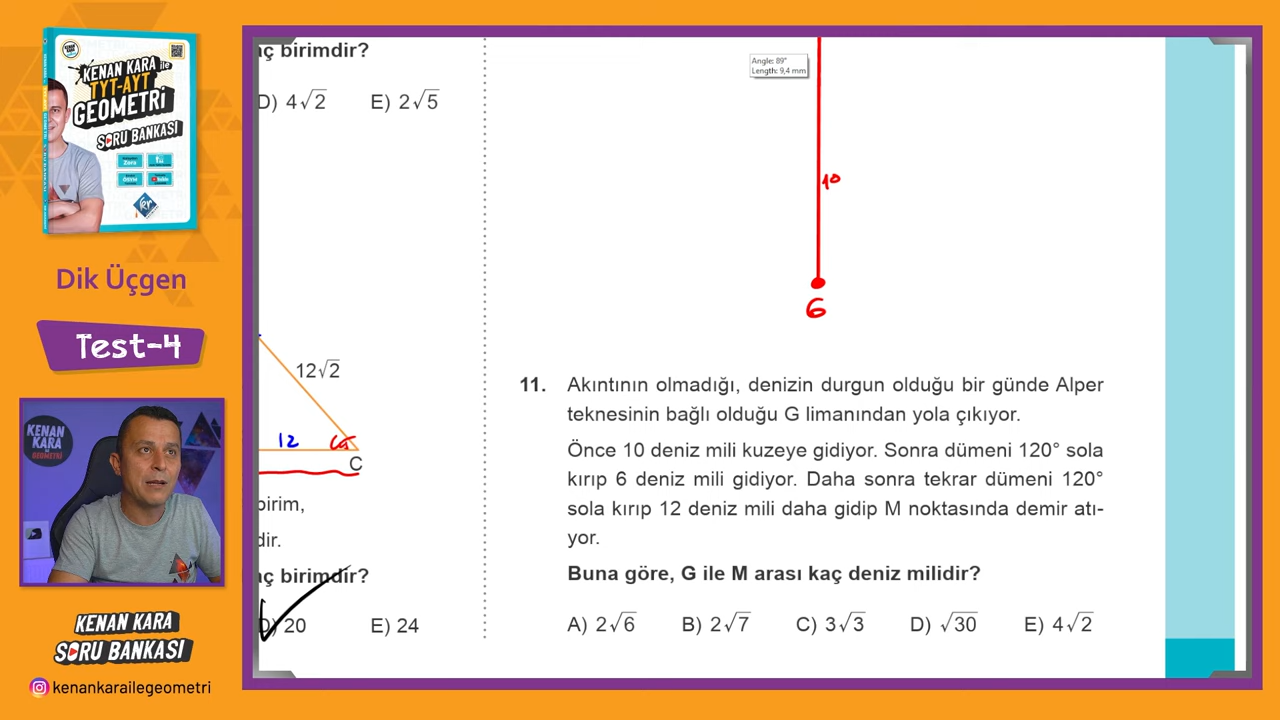 KENAN KARA ile
TYT-AYT
GEOMETRİ
SORU BANKASI
Dik Üçgen
Test-4
KENAN
KARA
GEOMETRİ
KENAN KARA
SORU BANKASI
kenankarailegeometri
aç birimdir?
D) 4√2 E) 2√5
12√2
12
C
birim,
dir.
aç birimdir?
D) 20 E) 24
Angle: 89°
Length: 9,4 mm
10
G
11. Akıntının olmadığı, denizin durgun olduğu bir günde Alper
teknesinin bağlı olduğu G limanından yola çıkıyor.
Önce 10 deniz mili kuzeye gidiyor. Sonra dümeni 120° sola
kırıp 6 deniz mili gidiyor. Daha sonra tekrar dümeni 120°
sola kırıp 12 deniz mili daha gidip M noktasında demir atı-
yor.
Buna göre, G ile M arası kaç deniz milidir?
A) 2√6 B) 2√7 C) 3√3 D) √30 E) 4√2